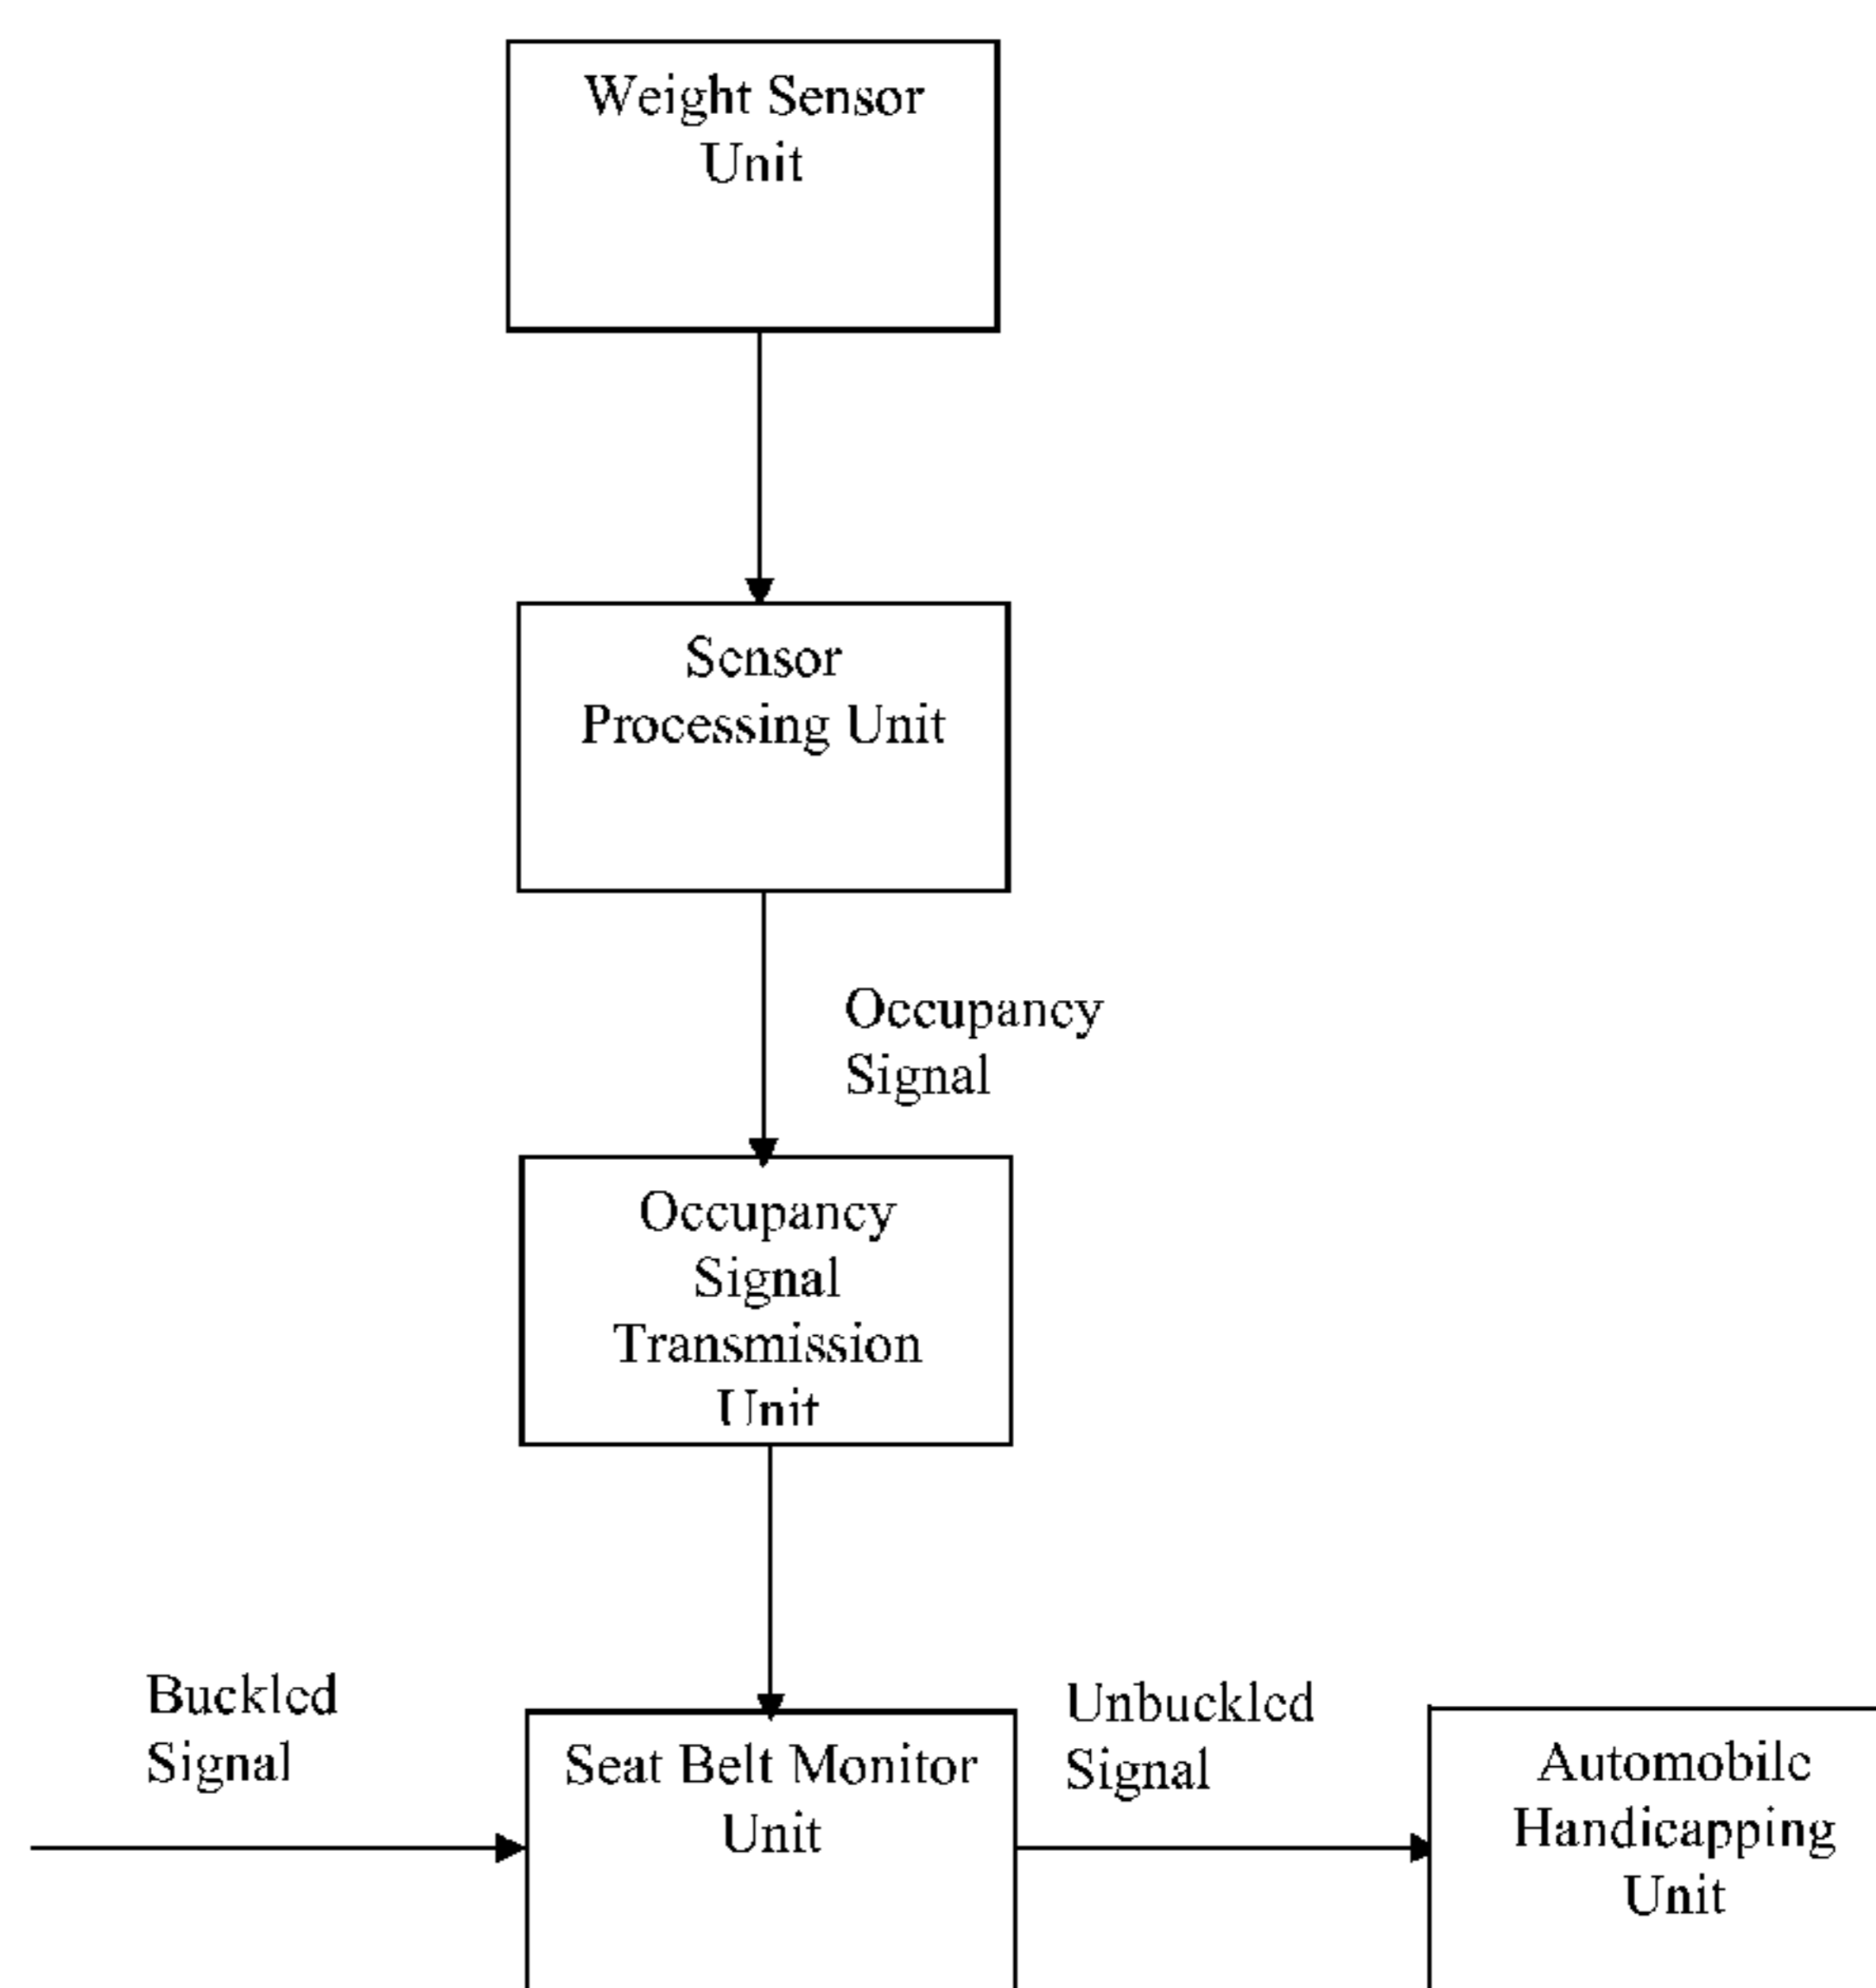 Weight Sensor
Unit
Sensor
Processing Unit
Occupancy
Signal
Occupancy
Signal
Transmission
Unit
Buckled
Signal
Seat Belt Monitor
Unit
Unbuckled
Signal
Automobile
Handicapping
Unit